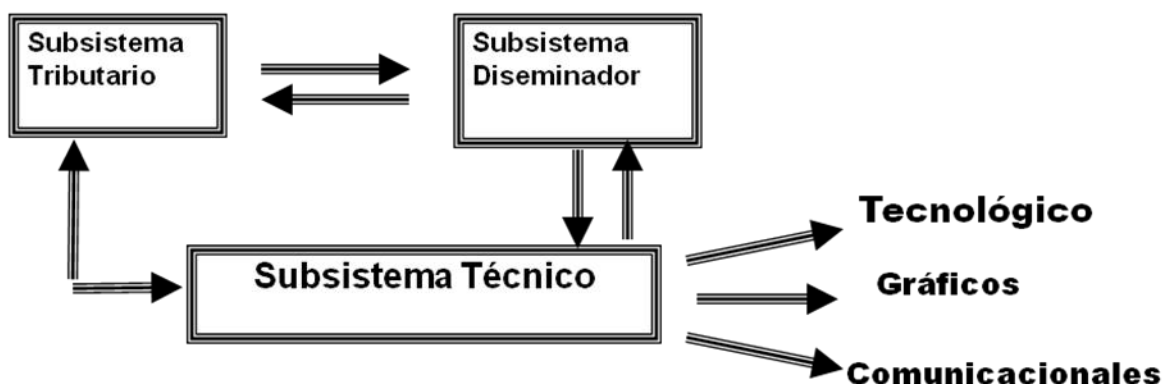 Subsistema
Tributario
Subsistema
Diseminador
Subsistema Técnico
Tecnológico
Gráficos
Comunicacionales